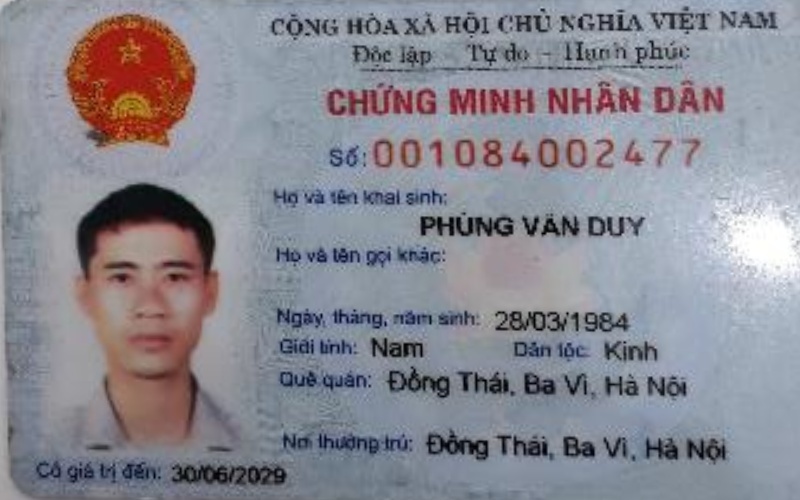 CỘNG HÒA XÃ HỘI CHỦ NGHĨA VIỆT NAM
Độc lập - Tự do - Hạnh phúc
CHỨNG MINH NHÂN DÂN
Số: 001084002477
Họ và tên khai sinh:
PHÙNG VĂN DUY
Họ và tên gọi khác:
Ngày, tháng, năm sinh: 28/03/1984
Giới tính: Nam Dân tộc: Kinh
Quê quán: Đồng Thái, Ba Vì, Hà Nội
Nơi thường trú: Đồng Thái, Ba Vì, Hà Nội
Có giá trị đến: 30/06/2029